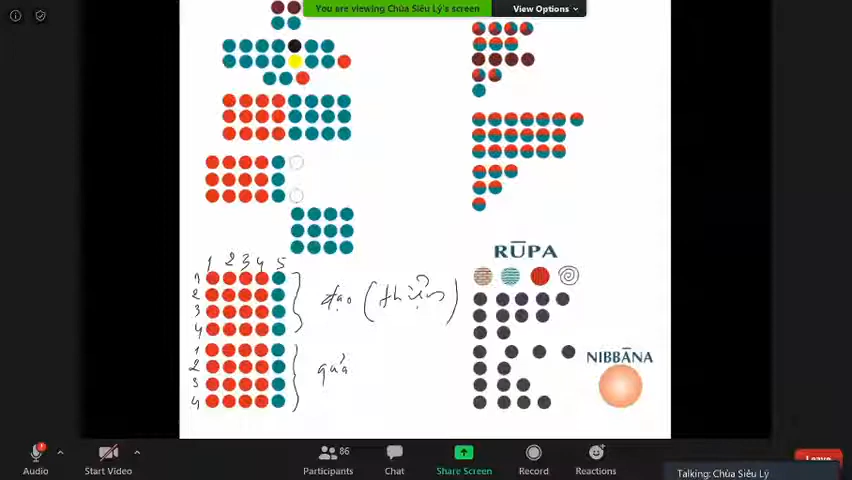 You are viewing Chùa Siêu Lý's screen
View Options
1 2 3 4 5
1
2
3
4
đạo (thiền)
1
2
3
4
quả
RŪPA
NIBBĀNA
86
Audio
Start Video
Participants
Chat
Share Screen
Record
Reactions
Leave
Talking: Chùa Siêu Lý